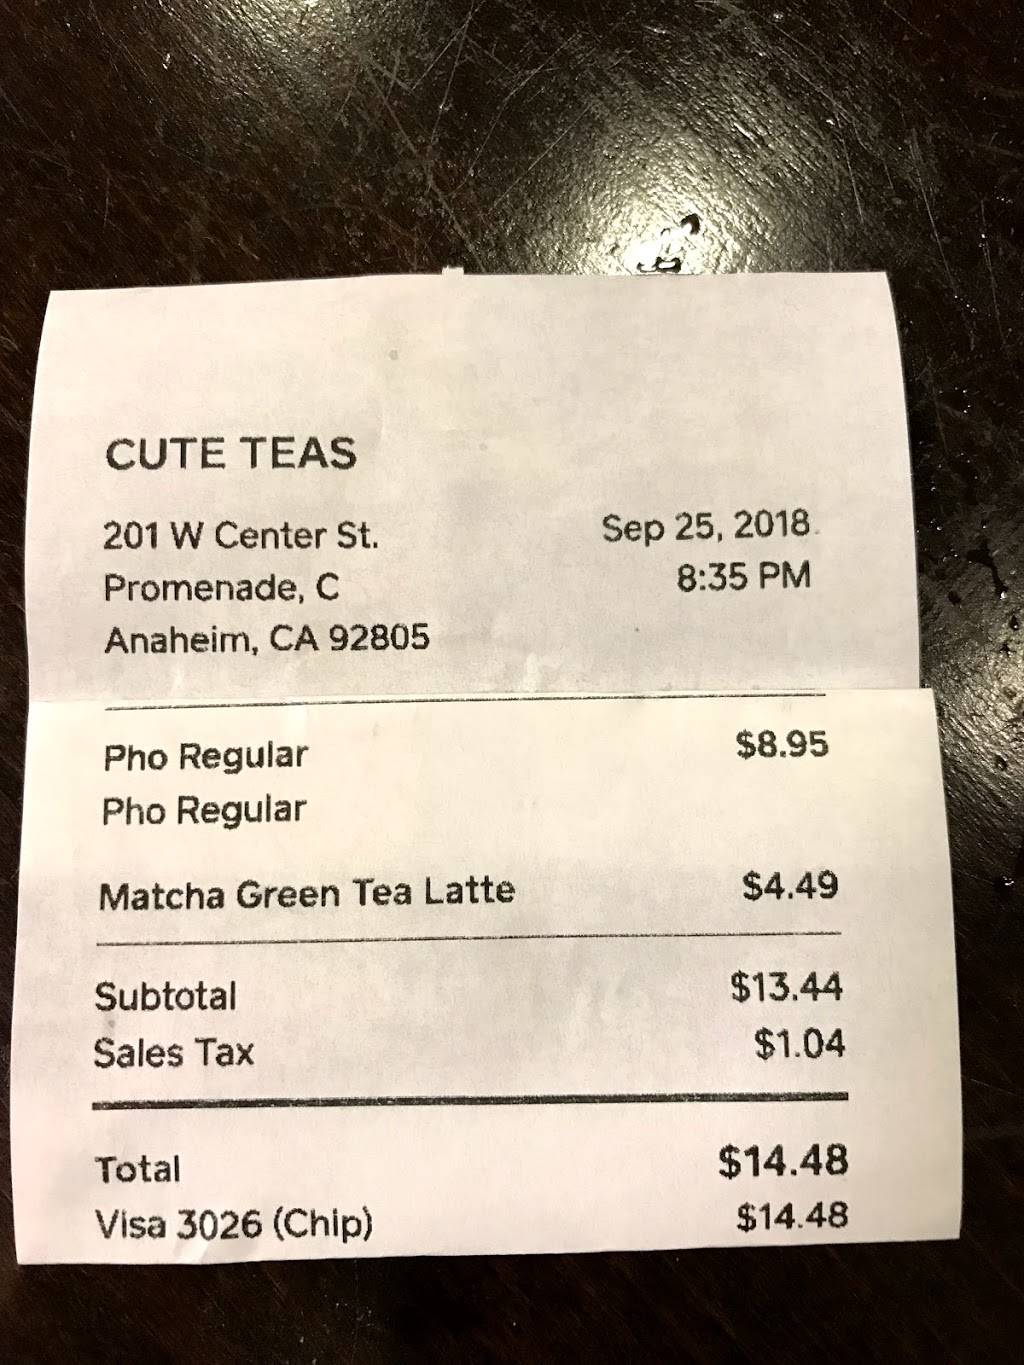 CUTE TEAS
201 W Center St.
Promenade, C
Anaheim, CA 92805
Sep 25, 2018
8:35 PM
Pho Regular $8.95
Pho Regular
Matcha Green Tea Latte $4.49
Subtotal $13.44
Sales Tax $1.04
Total $14.48
Visa 3026 (Chip) $14.48